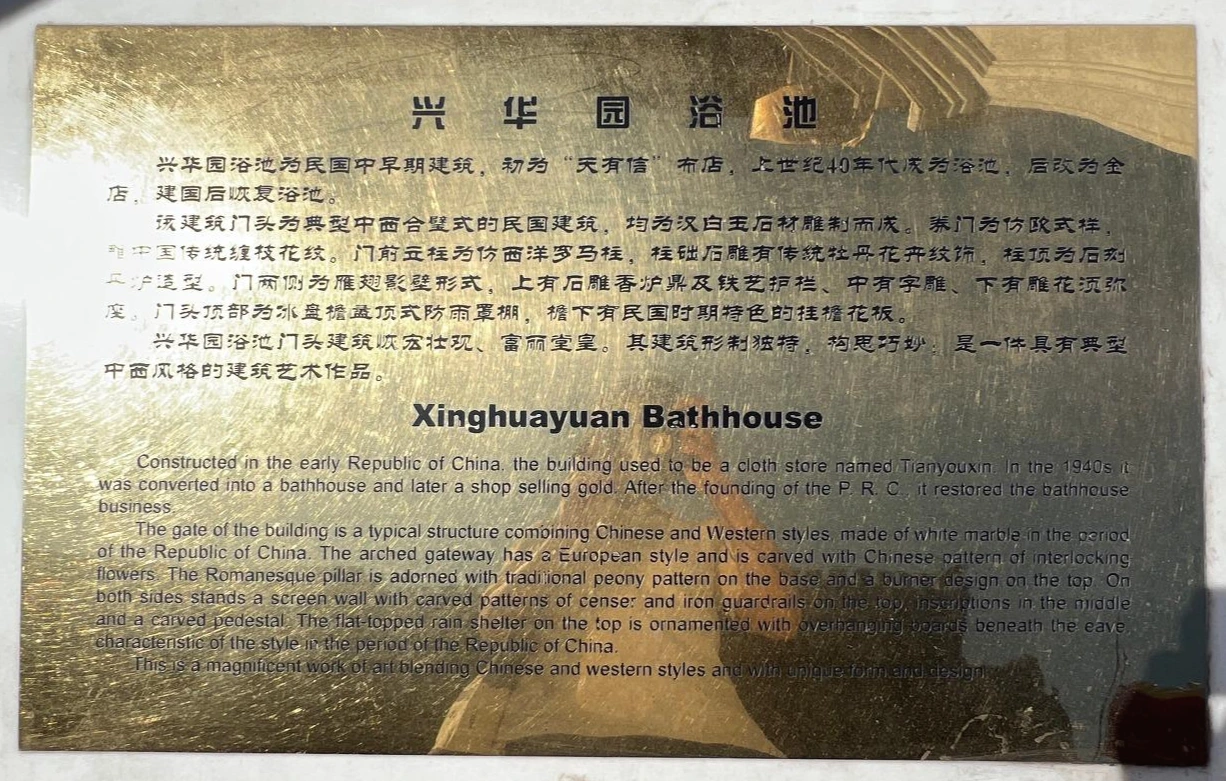 兴华园浴池
兴华园浴池为民国中早期建筑，初为“天有信”布店，上世纪40年代成为浴池，后改为金
店，建国后恢复浴池。
该建筑门头为典型中西合壁式的民国建筑，均为汉白玉石材雕制而成。券门为仿欧式样，
雕中国传统缠枝花纹。门前立柱为仿西洋罗马柱，柱础石雕有传统牡丹花卉纹饰，柱顶为石刻
炉造型。门两侧为雁翅影壁形式，上有石雕香炉鼎及铁艺护栏、中有字雕、下有雕花须弥
座。门头顶部为水盘檐盝顶式防雨罩棚，檐下有民国时期特色的挂檐花板。
兴华园浴池门头建筑恢宏壮观、富丽堂皇。其建筑形制独特，构思巧妙，是一件具有典型
中西风格的建筑艺术作品。
Xinghuayuan Bathhouse
Constructed in the early Republic of China, the building used to be a cloth store named Tianyouxin. In the 1940s it
was converted into a bathhouse and later a shop selling gold. After the founding of the P. R. C., it restored the bathhouse
business.
The gate of the building is a typical structure combining Chinese and Western styles, made of white marble in the period
of the Republic of China. The arched gateway has a European style and is carved with Chinese pattern of interlocking
flowers. The Romanesque pillar is adorned with traditional peony pattern on the base and a burner design on the top. On
both sides stands a screen wall with carved patterns of censer and iron guardrails on the top, inscriptions in the middle
and a carved pedestal. The flat-topped rain shelter on the top is ornamented with overhanging boards beneath the eave,
characteristic of the style in the period of the Republic of China.
This is a magnificent work of art blending Chinese and western styles and with unique form and design.